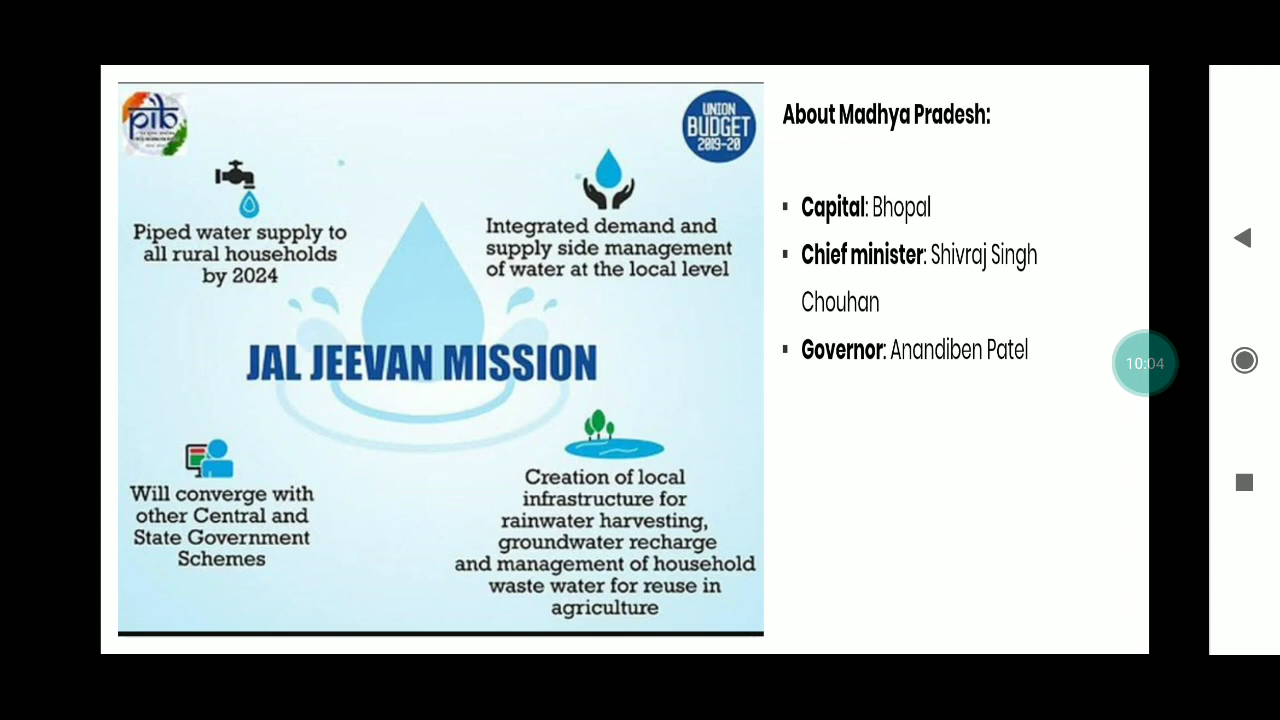 pib
UNION
BUDGET
2019-20
Piped water supply to
all rural households
by 2024
Integrated demand and
supply side management
of water at the local level
JAL JEEVAN MISSION
Will converge with
other Central and
State Government
Schemes
Creation of local
infrastructure for
rainwater harvesting,
groundwater recharge
and management of household
waste water for reuse in
agriculture
About Madhya Pradesh:
▪ Capital: Bhopal
▪ Chief minister: Shivraj Singh
Chouhan
▪ Governor: Anandiben Patel
10:04